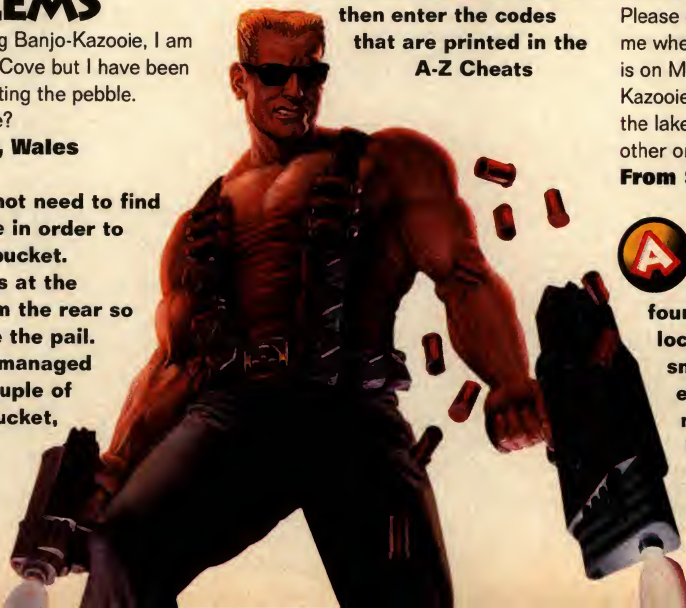 LEMS
g Banjo-Kazooie, I am
Cove but I have been
ting the pebble.
e?
, Wales
not need to find
e in order to
bucket.
s at the
m the rear so
e the pail.
managed
uple of
ucket,
then enter the codes
that are printed in the
A-Z Cheats
Please
me whe
is on M
Kazooie
the lake
other or
From S
A
four
loc
sn
e
r